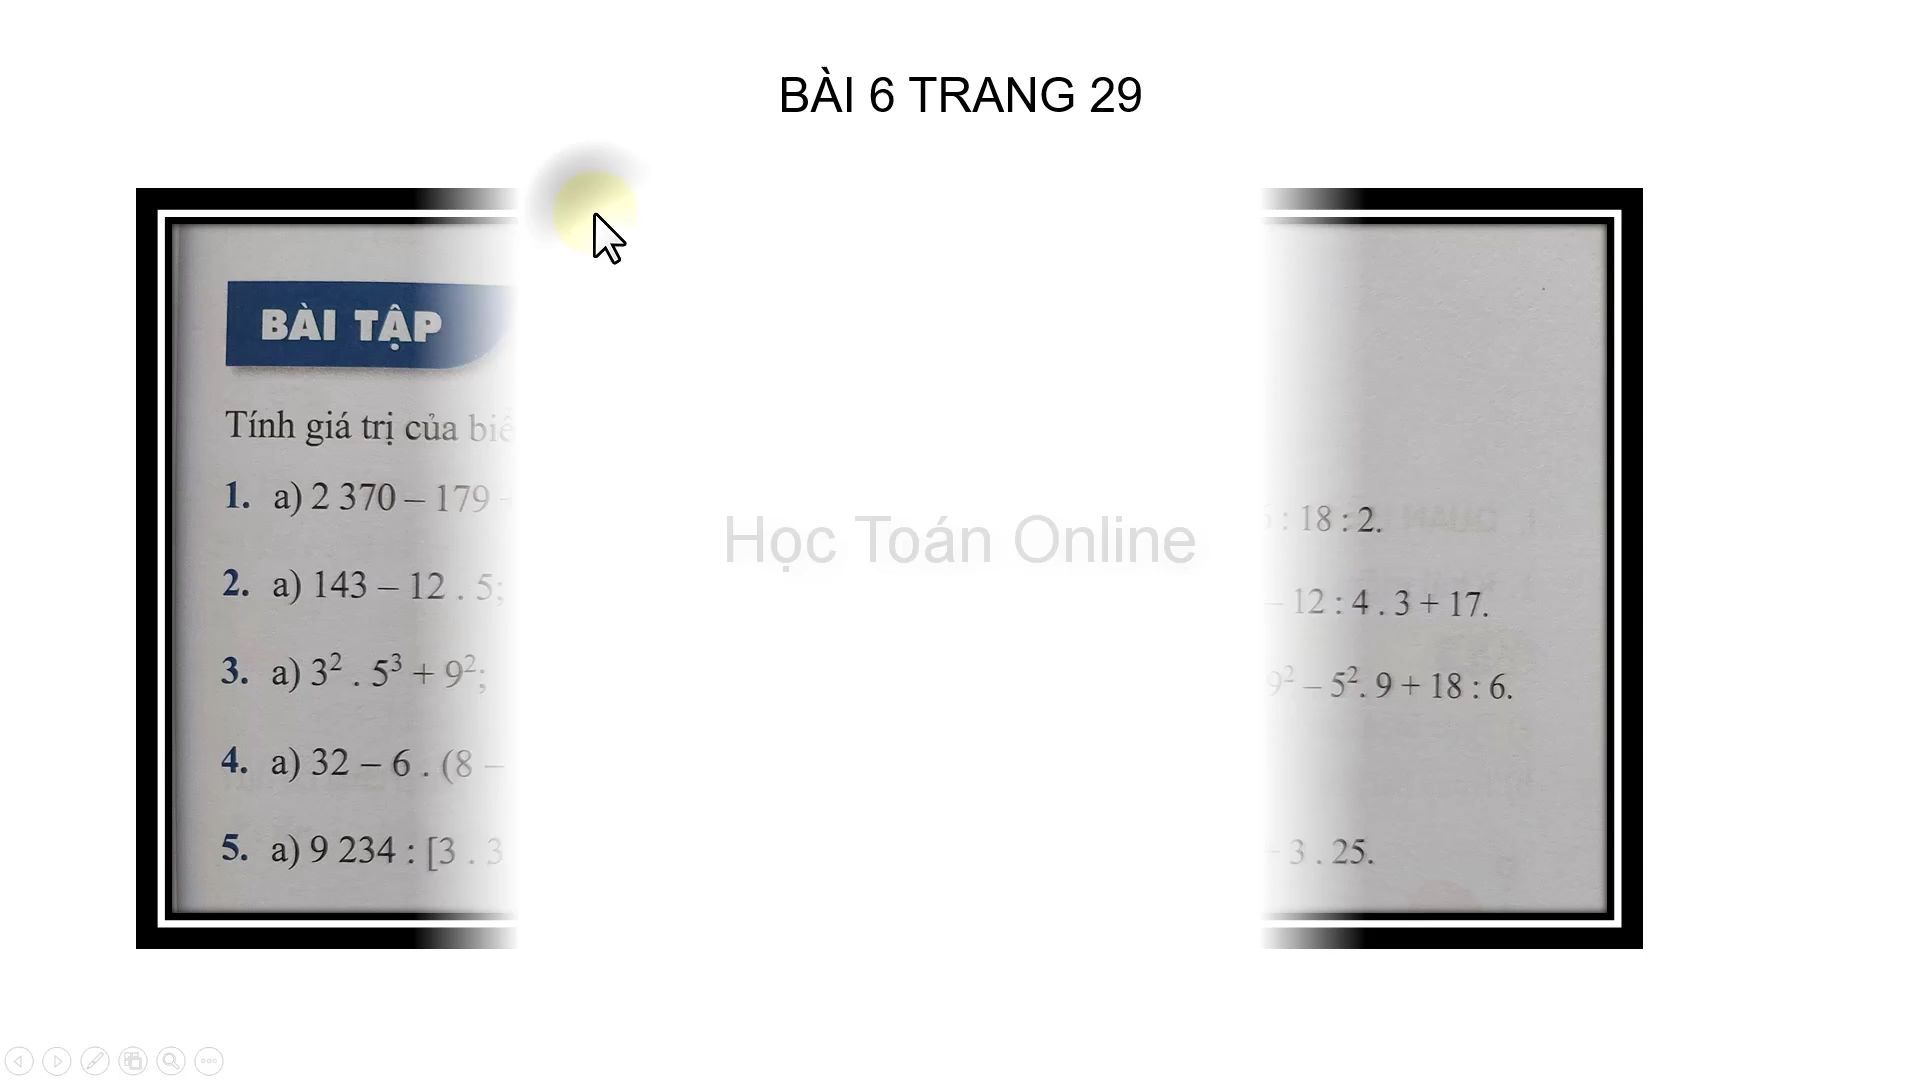 BÀI 6 TRANG 29
BÀI TẬP
Tính giá trị của
1. a) 2 370 – 179
: 18 : 2.
Học Toán Online
2. a) 143 – 12 . 5;
– 12 : 4 . 3 + 17.
3. a) 3² . 5³ + 9²;
9² – 5². 9 + 18 : 6.
4. a) 32 – 6 . (8 –
5. a) 9 234 : [3 . 3
3 . 25.